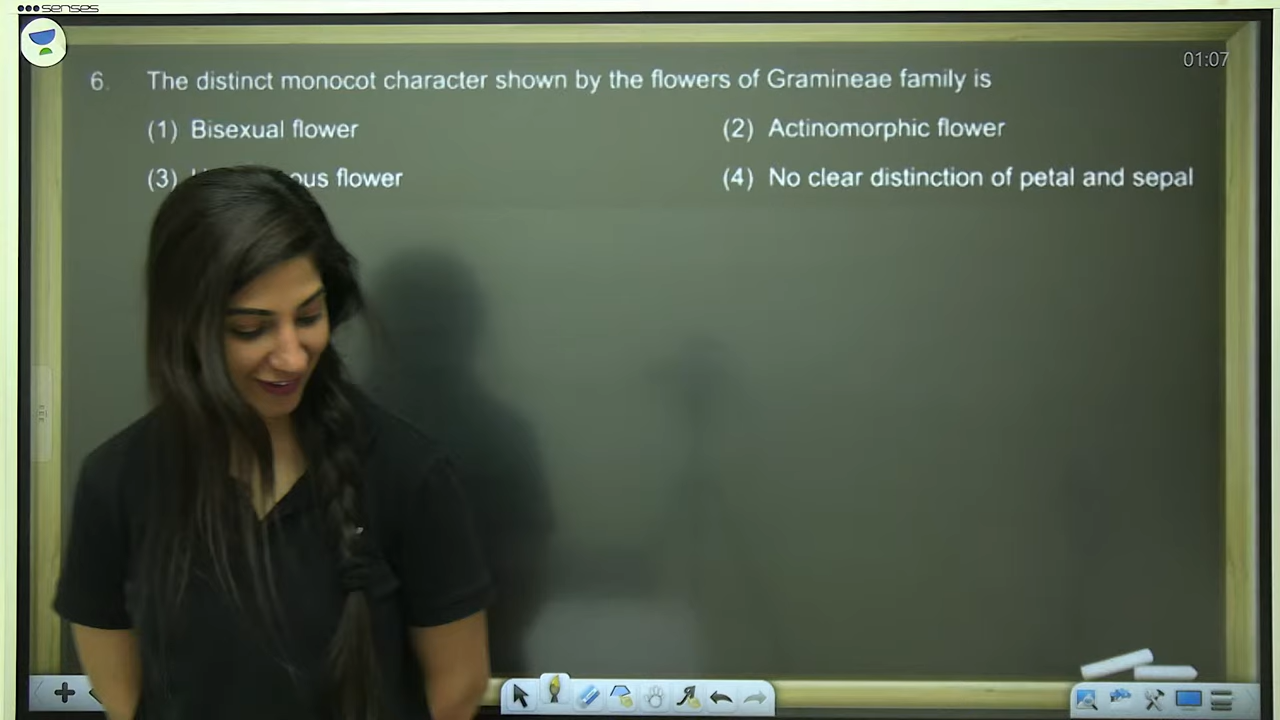 senses
01:07
6. The distinct monocot character shown by the flowers of Gramineae family is
(1) Bisexual flower (2) Actinomorphic flower
(3) flower (4) No clear distinction of petal and sepal